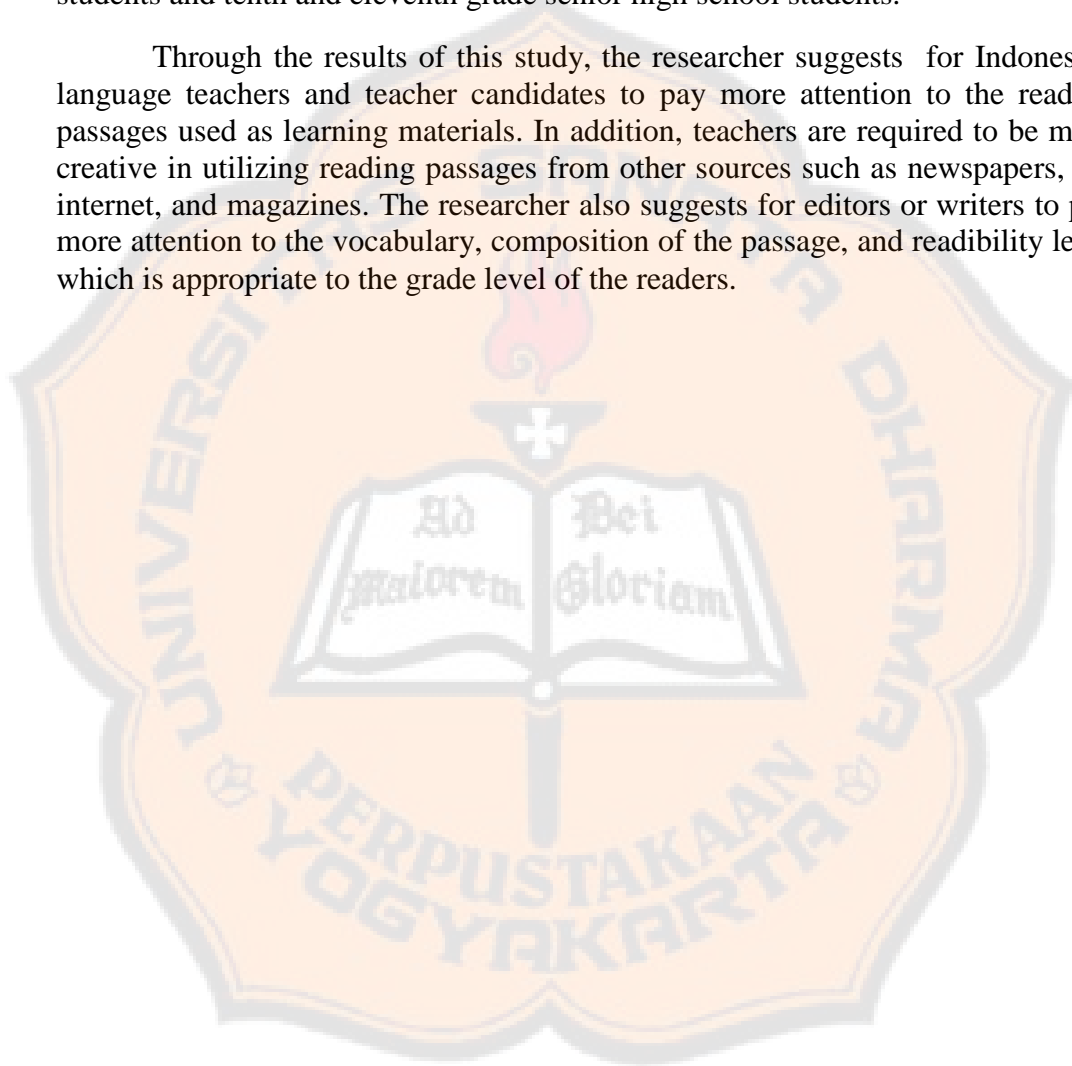 students and tenth and eleventh grade senior high school students.
Through the results of this study, the researcher suggests for Indones
language teachers and teacher candidates to pay more attention to the read
passages used as learning materials. In addition, teachers are required to be m
creative in utilizing reading passages from other sources such as newspapers,
internet, and magazines. The researcher also suggests for editors or writers to p
more attention to the vocabulary, composition of the passage, and readibility le
which is appropriate to the grade level of the readers.
UNIVERSITAS SANATA DHARMA
Ad Dei
Maiorem Gloriam
PERPUSTAKAAN
YOGYAKARTA